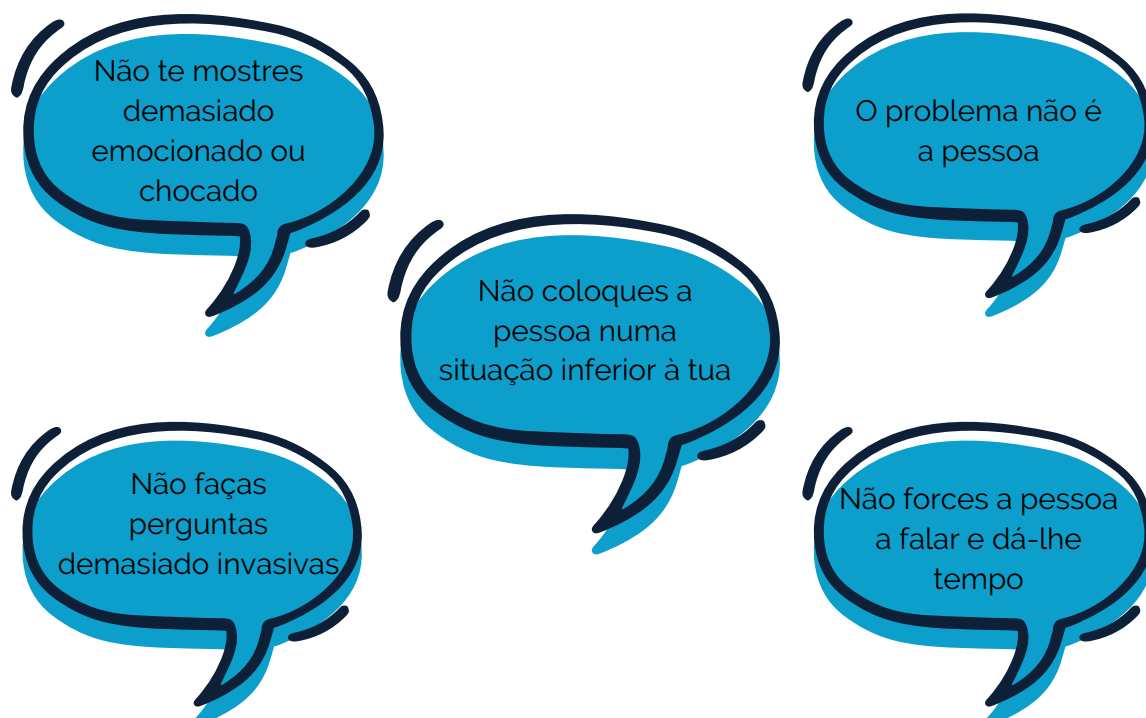 Não te mostres
demasiado
emocionado ou
chocado
O problema não é
a pessoa
Não coloques a
pessoa numa
situação inferior à tua
Não faças
perguntas
demasiado invasivas
Não forces a pessoa
a falar e dá-lhe
tempo